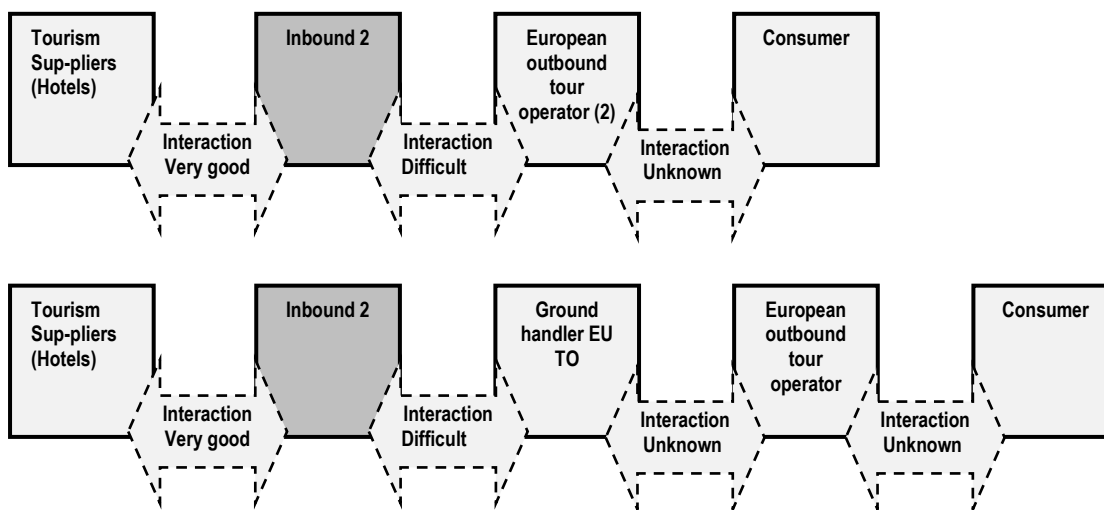 Tourism
Sup-pliers
(Hotels)
Inbound 2
European
outbound
tour
operator (2)
Consumer
Interaction
Very good
Interaction
Difficult
Interaction
Unknown
Tourism
Sup-pliers
(Hotels)
Inbound 2
Ground
handler EU
TO
European
outbound
tour
operator
Consumer
Interaction
Very good
Interaction
Difficult
Interaction
Unknown
Interaction
Unknown